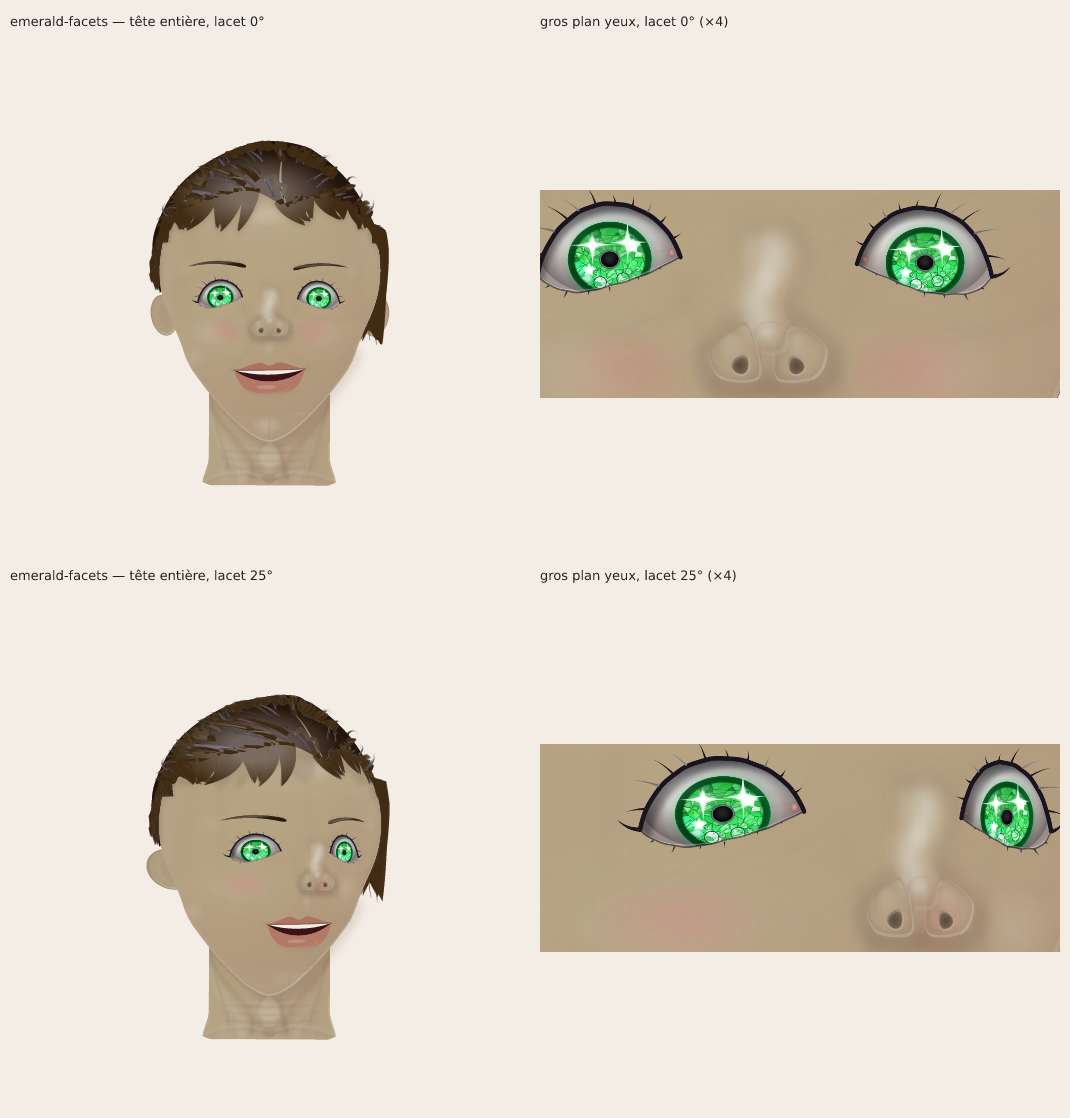 emerald-facets — tête entière, lacet 0°
gros plan yeux, lacet 0° (×4)
emerald-facets — tête entière, lacet 25°
gros plan yeux, lacet 25° (×4)